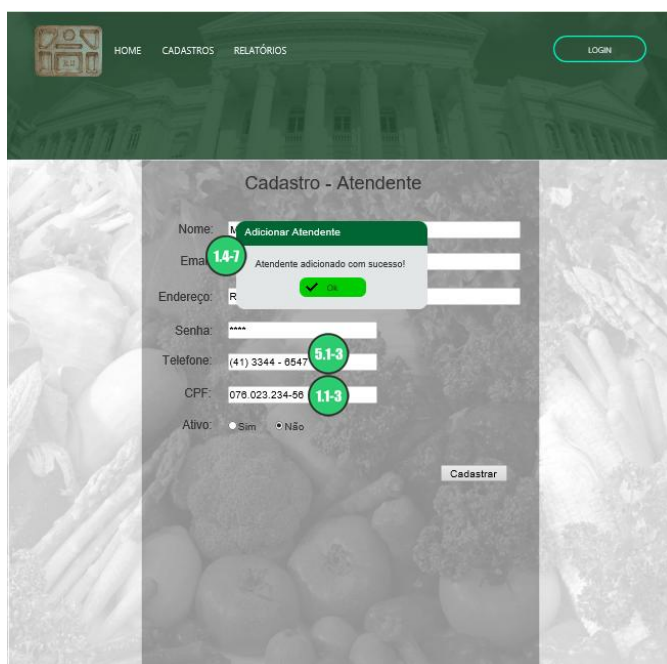 HOME CADASTROS RELATÓRIOS LOGIN
Cadastro - Atendente
Nome: M
Adicionar Atendente
1.4-7
Atendente adicionado com sucesso!
Ok
Endereço: R
Senha: ****
Telefone: (41) 3344 - 6547 5.1-3
CPF: 076.023.234-56 1.1-3
Ativo: Sim Não
Cadastrar